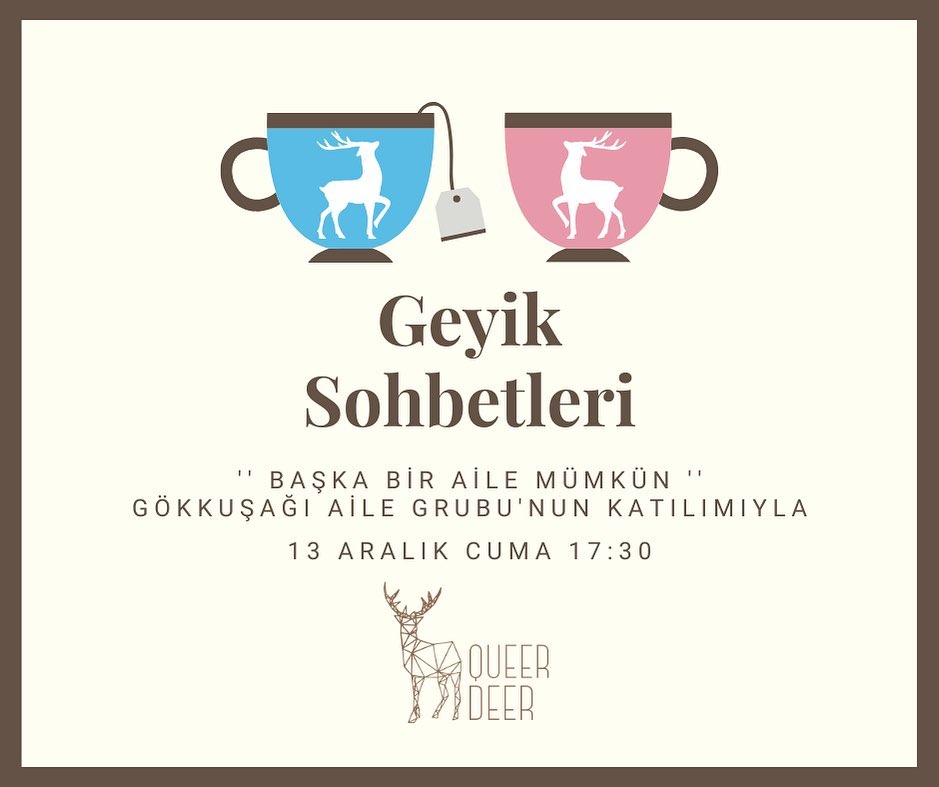 Geyik
Sohbetleri
'' BAŞKA BİR AİLE MÜMKÜN ''
GÖKKUŞAĞI AİLE GRUBU'NUN KATILIMIYLA
13 ARALIK CUMA 17:30
QUEER
DEER